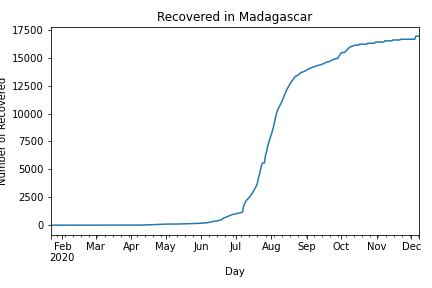 Recovered in Madagascar
Number of Recovered
17500
15000
12500
10000
7500
5000
2500
0
Feb Mar Apr May Jun Jul Aug Sep Oct Nov Dec
2020
Day